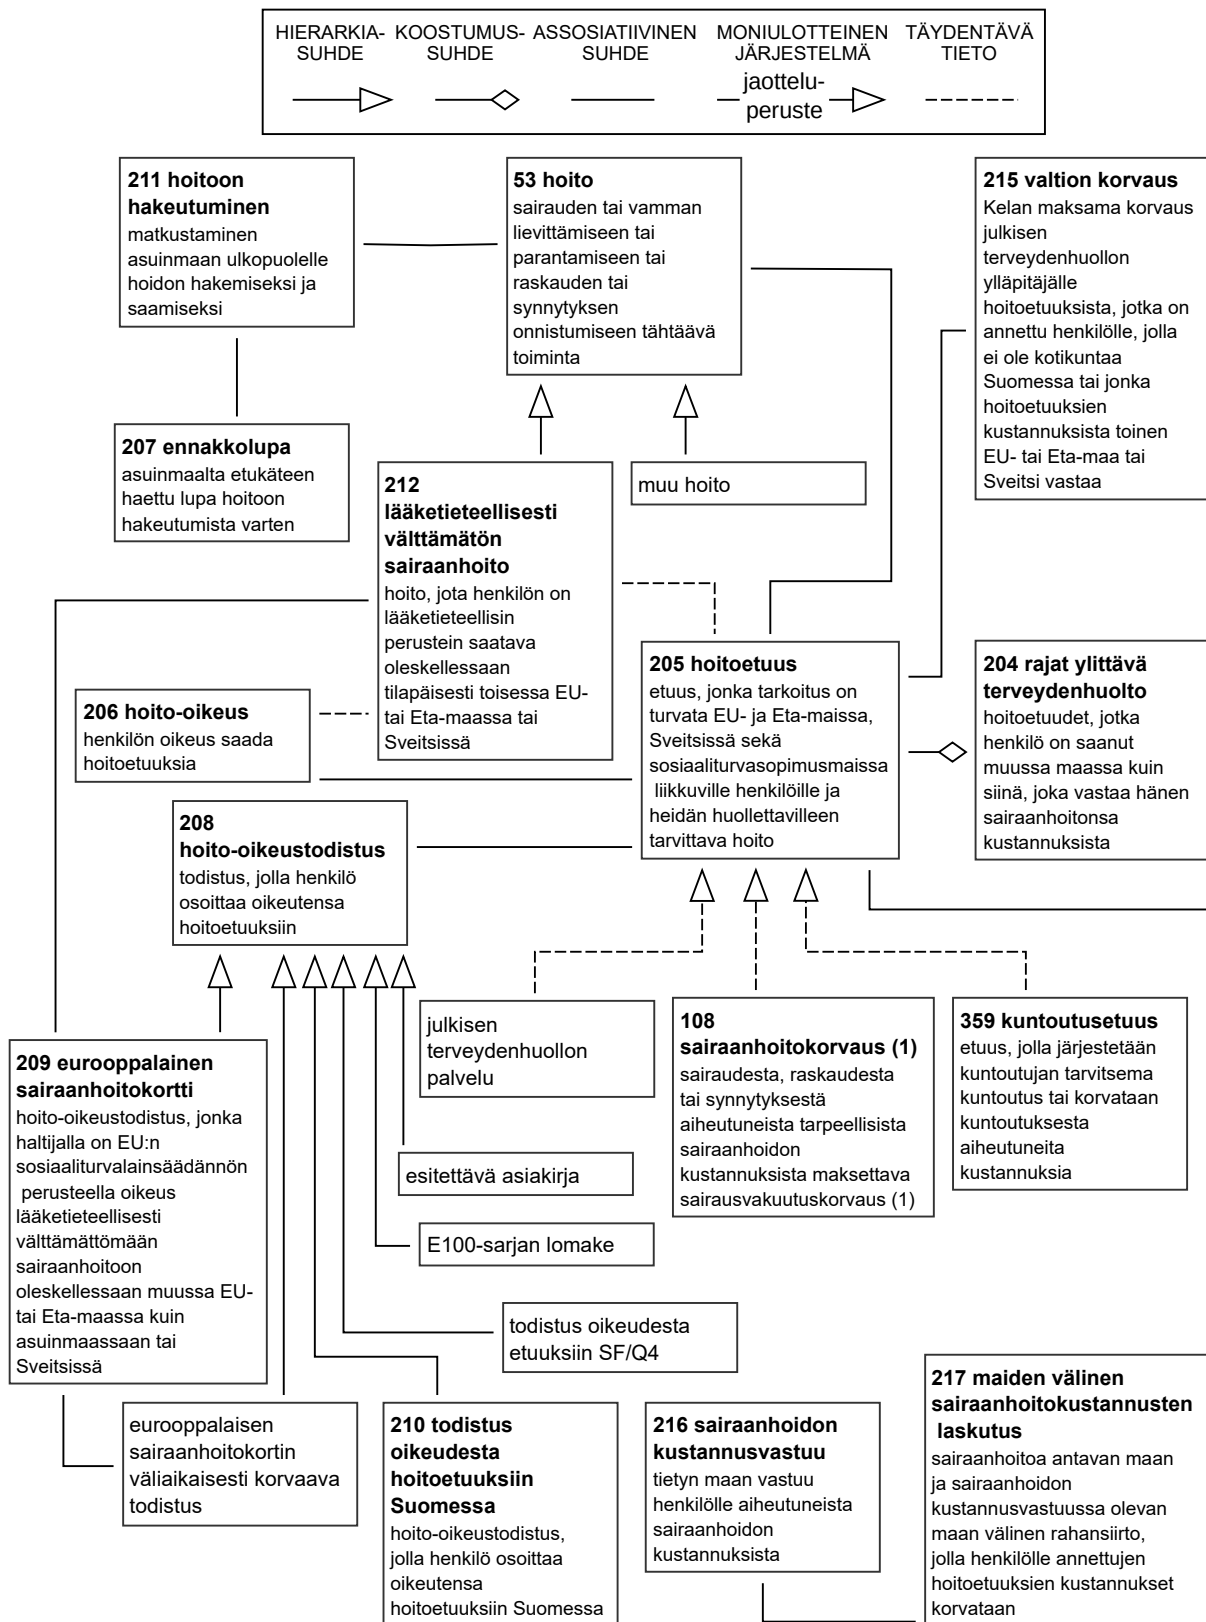 HIERARKIA-
SUHDE
KOOSTUMUS-
SUHDE
ASSOSIATIIVINEN
SUHDE
MONIULOTTEINEN
JÄRJESTELMÄ
TÄYDENTÄVÄ
TIETO
jaottelu-
peruste
211 hoitoon
hakeutuminen
matkustaminen
asuinmaan ulkopuolelle
hoidon hakemiseksi ja
saamiseksi
53 hoito
sairauden tai vamman
lievittämiseen tai
parantamiseen tai
raskauden tai
synnytyksen
onnistumiseen tähtäävä
toiminta
215 valtion korvaus
Kelan maksama korvaus
julkisen
terveydenhuollon
ylläpitäjälle
hoitoetuuksista, jotka on
annettu henkilölle, jolla
ei ole kotikuntaa
Suomessa tai jonka
hoitoetuuksien
kustannuksista toinen
EU- tai Eta-maa tai
Sveitsi vastaa
207 ennakkolupa
asuinmaalta etukäteen
haettu lupa hoitoon
hakeutumista varten
212
lääketieteellisesti
välttämätön
sairaanhoito
hoito, jota henkilön on
lääketieteellisin
perustein saatava
oleskellessaan
tilapäisesti toisessa EU-
tai Eta-maassa tai
Sveitsissä
muu hoito
206 hoito-oikeus
henkilön oikeus saada
hoitoetuuksia
205 hoitoetuus
etuus, jonka tarkoitus on
turvata EU- ja Eta-maissa,
Sveitsissä sekä
sosiaaliturvasopimusmaissa
liikkuville henkilöille ja
heidän huollettavilleen
tarvittava hoito
204 rajat ylittävä
terveydenhuolto
hoitoetuudet, jotka
henkilö on saanut
muussa maassa kuin
siinä, joka vastaa hänen
sairaanhoitonsa
kustannuksista
208
hoito-oikeustodistus
todistus, jolla henkilö
osoittaa oikeutensa
hoitoetuuksiin
209 eurooppalainen
sairaanhoitokortti
hoito-oikeustodistus, jonka
haltijalla on EU:n
sosiaaliturvalainsäädännön
perusteella oikeus
lääketieteellisesti
välttämättömään
sairaanhoitoon
oleskellessaan muussa EU-
tai Eta-maassa kuin
asuinmaassaan tai
Sveitsissä
julkisen
terveydenhuollon
palvelu
108
sairaanhoitokorvaus (1)
sairaudesta, raskaudesta
tai synnytyksestä
aiheutuneista tarpeellisista
sairaanhoidon
kustannuksista maksettava
sairausvakuutuskorvaus (1)
359 kuntoutusetuus
etuus, jolla järjestetään
kuntoutujan tarvitsema
kuntoutus tai korvataan
kuntoutuksesta
aiheutuneita
kustannuksia
esitettävä asiakirja
E100-sarjan lomake
todistus oikeudesta
etuuksiin SF/Q4
eurooppalaisen
sairaanhoitokortin
väliaikaisesti korvaava
todistus
210 todistus
oikeudesta
hoitoetuuksiin
Suomessa
hoito-oikeustodistus,
jolla henkilö osoittaa
oikeutensa
hoitoetuuksiin Suomessa
216 sairaanhoidon
kustannusvastuu
tietyn maan vastuu
henkilölle aiheutuneista
sairaanhoidon
kustannuksista
217 maiden välinen
sairaanhoitokustannusten
laskutus
sairaanhoitoa antavan maan
ja sairaanhoidon
kustannusvastuussa olevan
maan välinen rahansiirto,
jolla henkilölle annettujen
hoitoetuuksien kustannukset
korvataan